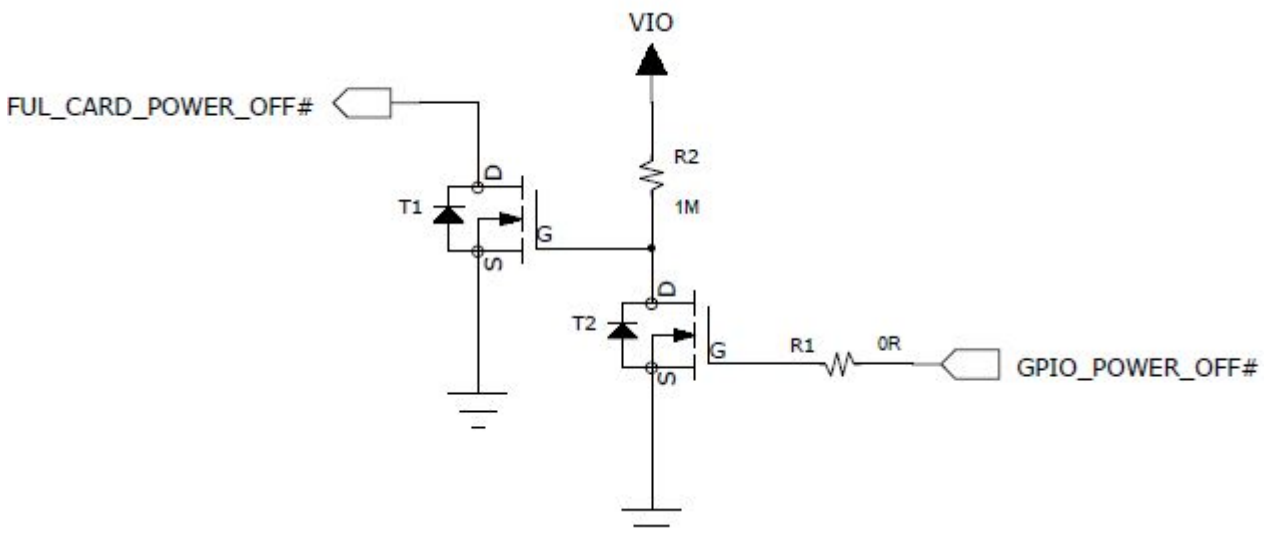 VIO
FUL_CARD_POWER_OFF#
R2
1M
D
T1
G
S
D
T2
G
S
R1
0R
GPIO_POWER_OFF#